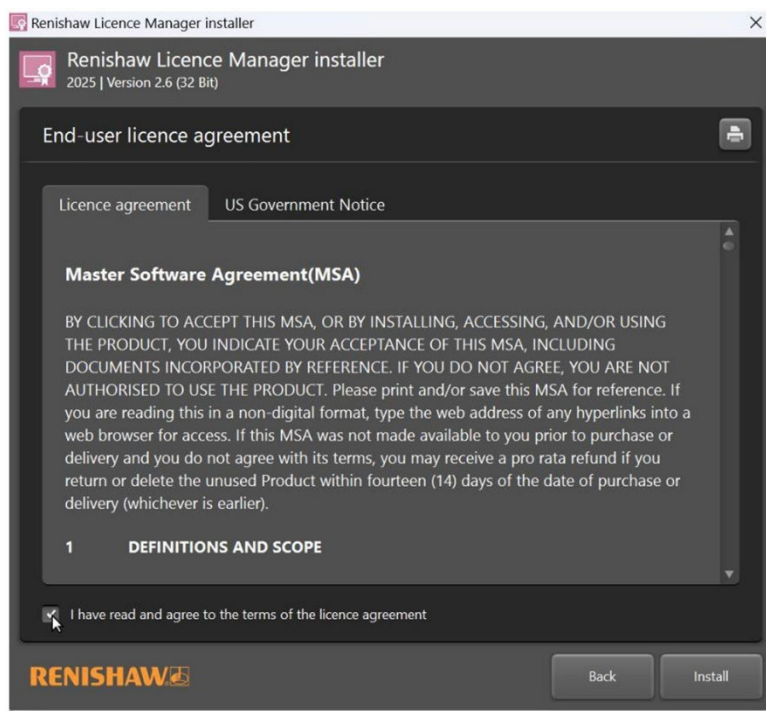 Renishaw Licence Manager installer
Renishaw Licence Manager installer
2025 | Version 2.6 (32 Bit)
End-user licence agreement
Licence agreement
US Government Notice
Master Software Agreement(MSA)
BY CLICKING TO ACCEPT THIS MSA, OR BY INSTALLING, ACCESSING, AND/OR USING
THE PRODUCT, YOU INDICATE YOUR ACCEPTANCE OF THIS MSA, INCLUDING
DOCUMENTS INCORPORATED BY REFERENCE. IF YOU DO NOT AGREE, YOU ARE NOT
AUTHORISED TO USE THE PRODUCT. Please print and/or save this MSA for reference. If
you are reading this in a non-digital format, type the web address of any hyperlinks into a
web browser for access. If this MSA was not made available to you prior to purchase or
delivery and you do not agree with its terms, you may receive a pro rata refund if you
return or delete the unused Product within fourteen (14) days of the date of purchase or
delivery (whichever is earlier).
1 DEFINITIONS AND SCOPE
I have read and agree to the terms of the licence agreement
RENISHAW
Back
Install